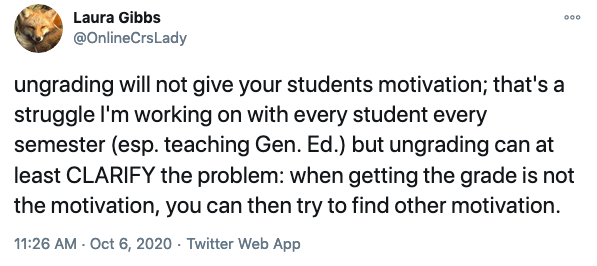 Laura Gibbs
@OnlineCrsLady
ungrading will not give your students motivation; that's a
struggle I'm working on with every student every
semester (esp. teaching Gen. Ed.) but ungrading can at
least CLARIFY the problem: when getting the grade is not
the motivation, you can then try to find other motivation.
11:26 AM · Oct 6, 2020 · Twitter Web App